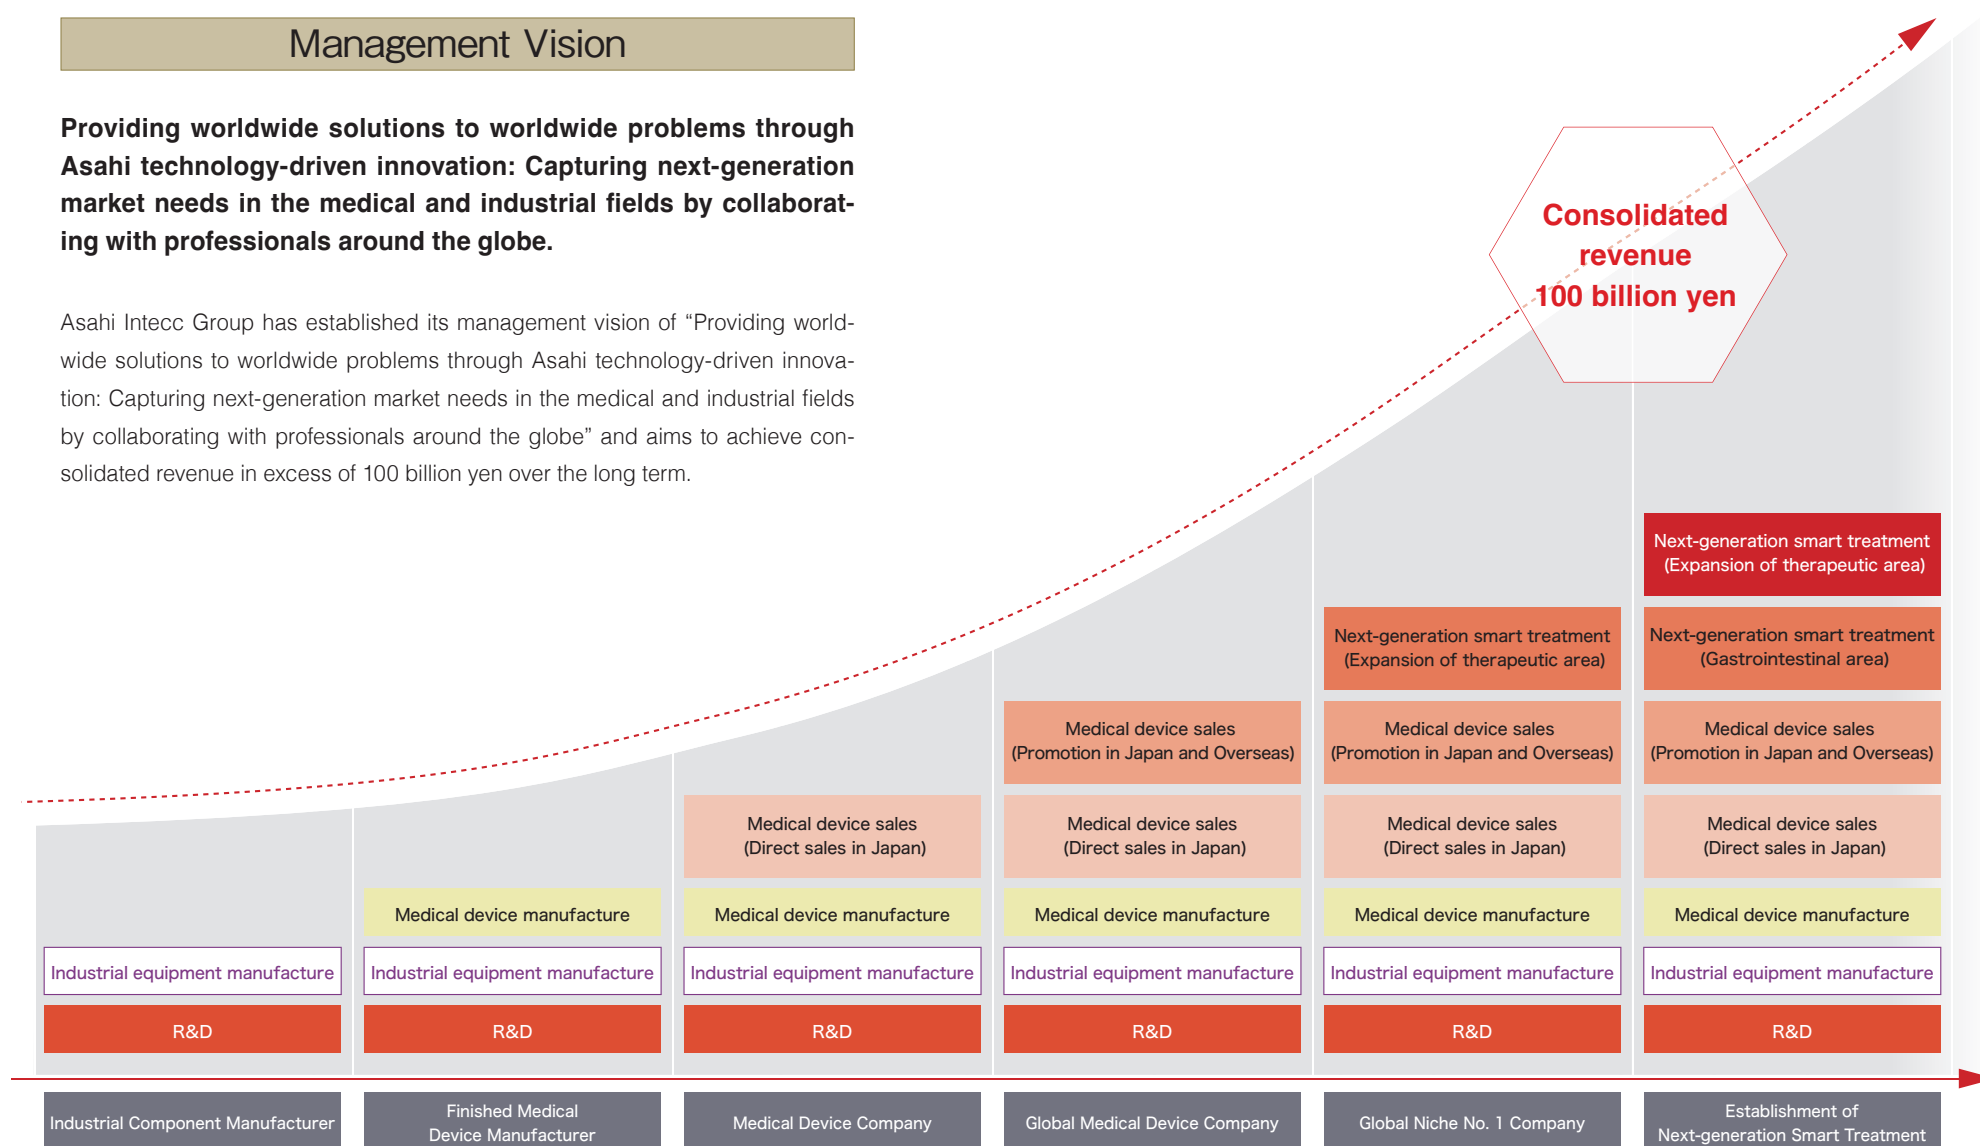 Management Vision
Providing worldwide solutions to worldwide problems through
Asahi technology-driven innovation: Capturing next-generation
market needs in the medical and industrial fields by collaborat-
ing with professionals around the globe.
Asahi Intecc Group has established its management vision of “Providing world-
wide solutions to worldwide problems through Asahi technology-driven innova-
tion: Capturing next-generation market needs in the medical and industrial fields
by collaborating with professionals around the globe” and aims to achieve con-
solidated revenue in excess of 100 billion yen over the long term.
Consolidated
revenue
100 billion yen
Next-generation smart treatment
(Expansion of therapeutic area)
Next-generation smart treatment
(Expansion of therapeutic area)
Next-generation smart treatment
(Gastrointestinal area)
Medical device sales
(Promotion in Japan and Overseas)
Medical device sales
(Promotion in Japan and Overseas)
Medical device sales
(Promotion in Japan and Overseas)
Medical device sales
(Direct sales in Japan)
Medical device sales
(Direct sales in Japan)
Medical device sales
(Direct sales in Japan)
Medical device sales
(Direct sales in Japan)
Medical device manufacture
Medical device manufacture
Medical device manufacture
Medical device manufacture
Medical device manufacture
Industrial equipment manufacture
Industrial equipment manufacture
Industrial equipment manufacture
Industrial equipment manufacture
Industrial equipment manufacture
Industrial equipment manufacture
R&D
R&D
R&D
R&D
R&D
R&D
Industrial Component Manufacturer
Finished Medical
Device Manufacturer
Medical Device Company
Global Medical Device Company
Global Niche No. 1 Company
Establishment of
Next-generation Smart Treatment